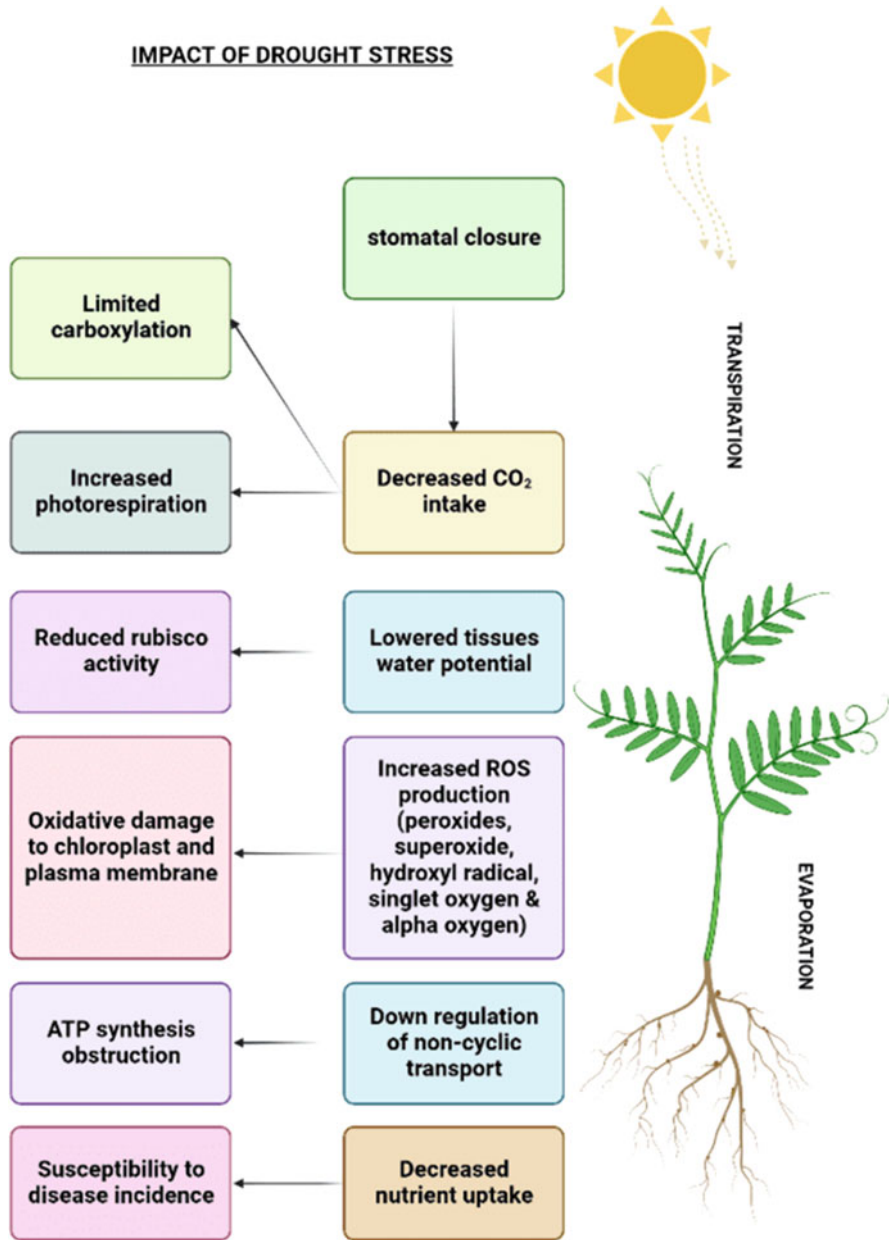 IMPACT OF DROUGHT STRESS
stomatal closure
Limited
carboxylation
Increased
photorespiration
Decreased CO₂
intake
Reduced rubisco
activity
Lowered tissues
water potential
Oxidative damage
to chloroplast and
plasma membrane
Increased ROS
production
(peroxides,
superoxide,
hydroxyl radical,
singlet oxygen &
alpha oxygen)
ATP synthesis
obstruction
Down regulation
of non-cyclic
transport
Susceptibility to
disease incidence
Decreased
nutrient uptake
TRANSPIRATION
EVAPORATION